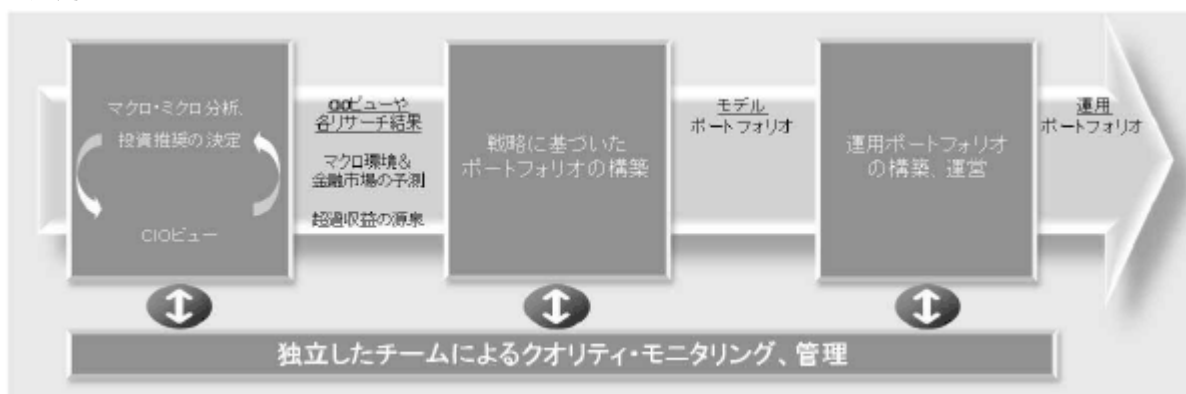 マクロ・ミクロ分析、
投資推奨の決定
CIOビュー
CIOビューや
各リサーチ結果
マクロ環境&
金融市場の予測
超過収益の源泉
戦略に基づいた
ポートフォリオの構築
モデル
ポートフォリオ
運用ポートフォリオ
の構築、運営
運用
ポートフォリオ
独立したチームによるクオリティ・モニタリング、管理